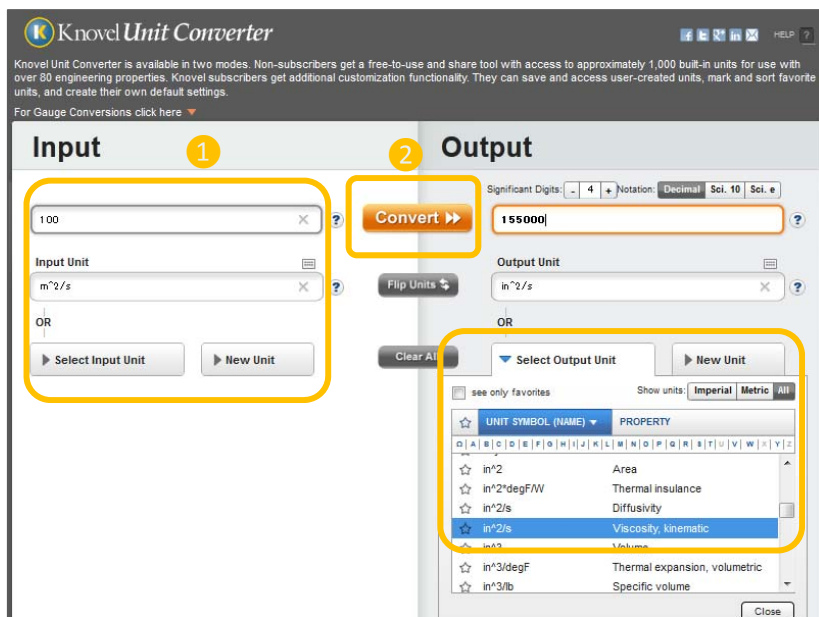 Knovel Unit Converter
HELP ?
Knovel Unit Converter is available in two modes. Non-subscribers get a free-to-use and share tool with access to approximately 1,000 built-in units for use with
over 80 engineering properties. Knovel subscribers get additional customization functionality. They can save and access user-created units, mark and sort favorite
units, and create their own default settings.
For Gauge Conversions click here
Input 1 2 Output
Significant Digits: - 4 + Notation: Decimal Sci. 10 Sci. e
100 × ? Convert 155000 ?
Input Unit Output Unit
m^2/s × ? Flip Units in^2/s × ?
OR OR
Select Input Unit New Unit Clear All Select Output Unit New Unit
see only favorites Show units: Imperial Metric All
UNIT SYMBOL (NAME) PROPERTY
Ω A B C D E F G H I J K L M N O P Q R S T U V W X Y Z
in^2 Area
in^2*degF/W Thermal insulance
in^2/s Diffusivity
in^2/s Viscosity, kinematic
in^3 Volume
in^3/degF Thermal expansion, volumetric
in^3/lb Specific volume
Close